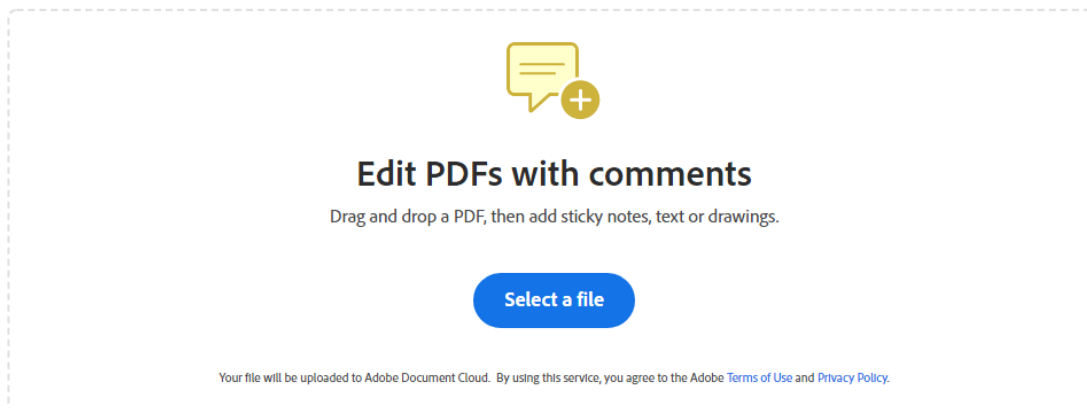 Edit PDFs with comments
Drag and drop a PDF, then add sticky notes, text or drawings.
Select a file
Your file will be uploaded to Adobe Document Cloud.  By using this service, you agree to the Adobe Terms of Use and Privacy Policy.